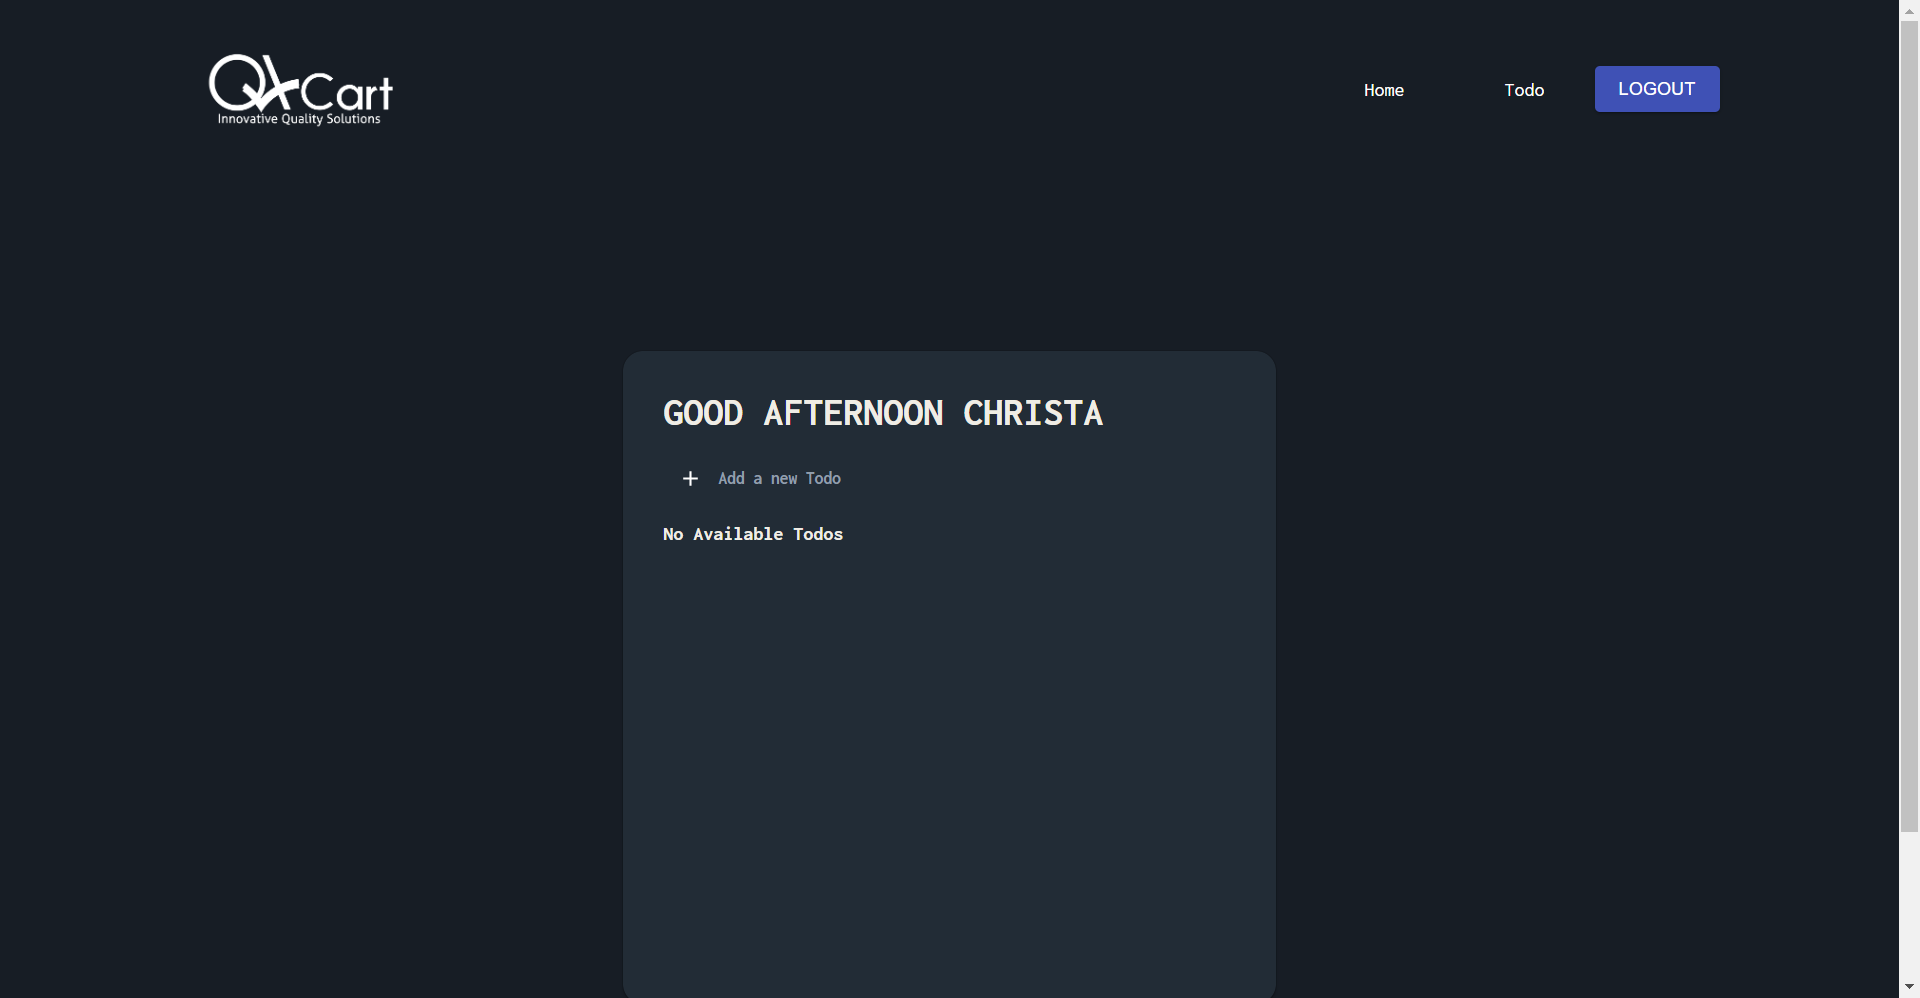 QACart
Innovative Quality Solutions
Home
Todo
LOGOUT
GOOD AFTERNOON CHRISTA
Add a new Todo
No Available Todos